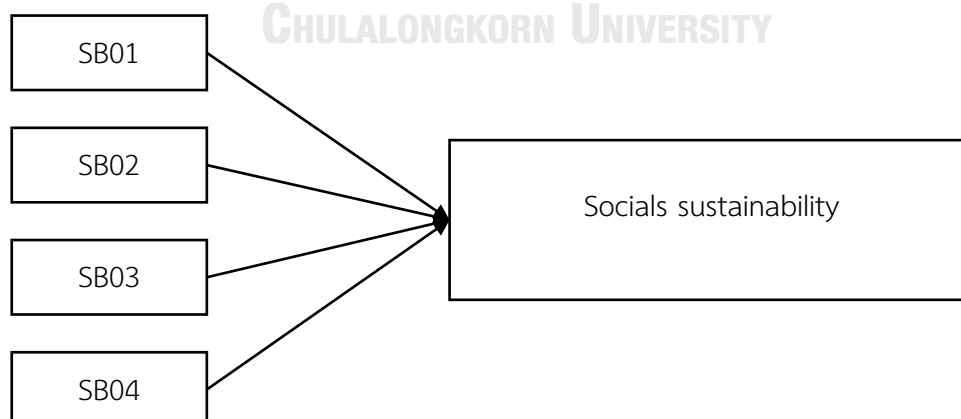 CHULALONGKORN UNIVERSITY
SB01
SB02
Socials sustainability
SB03
SB04